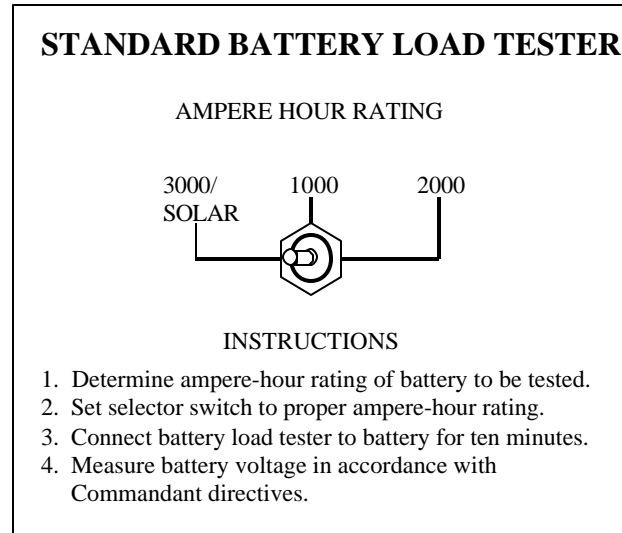 STANDARD BATTERY LOAD TESTER
AMPERE HOUR RATING
3000/
SOLAR
1000
2000
INSTRUCTIONS
1. Determine ampere-hour rating of battery to be tested.
2. Set selector switch to proper ampere-hour rating.
3. Connect battery load tester to battery for ten minutes.
4. Measure battery voltage in accordance with
Commandant directives.